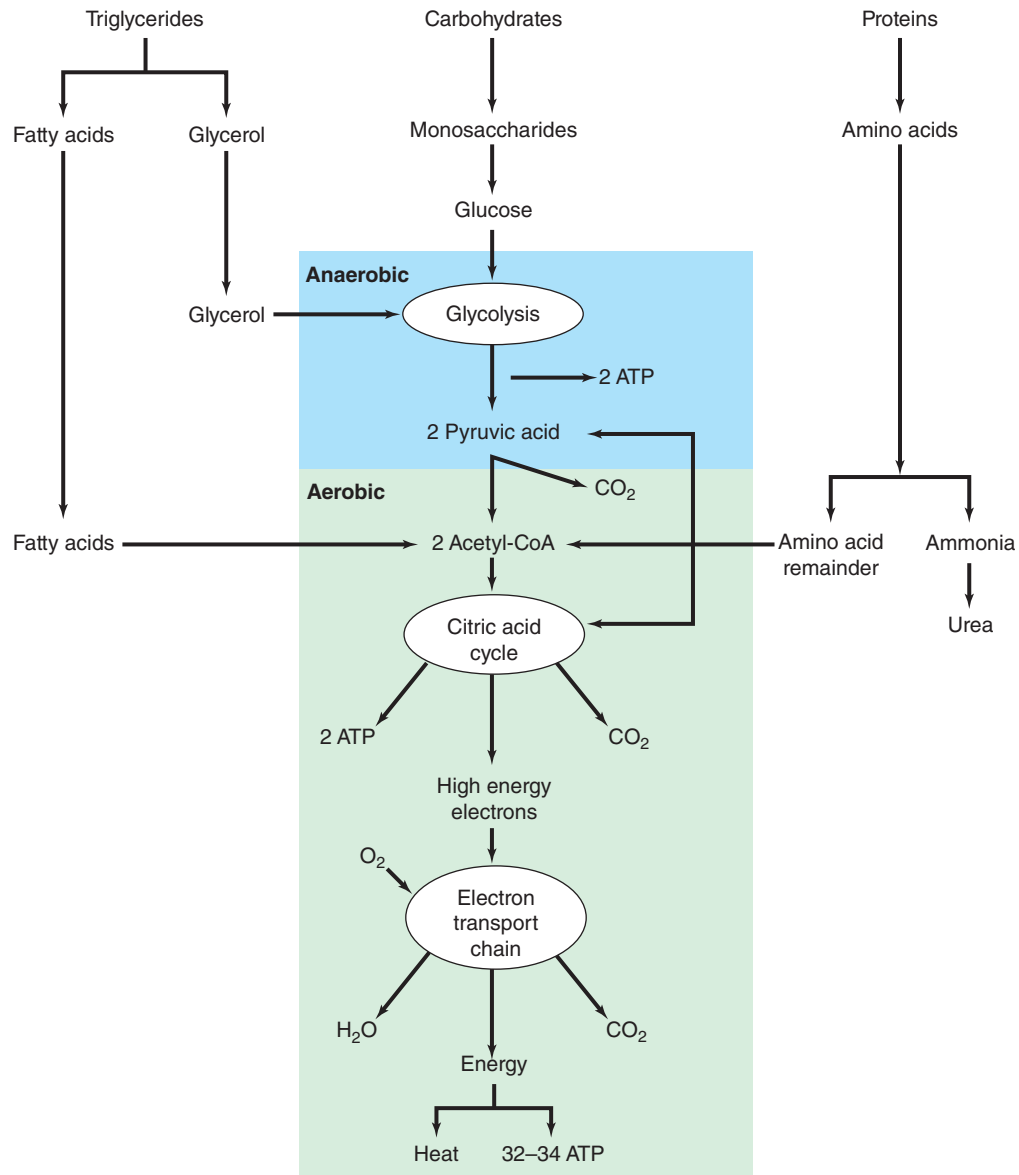 Triglycerides
Carbohydrates
Proteins
Fatty acids
Glycerol
Monosaccharides
Amino acids
Glucose
Anaerobic
Glycerol
Glycolysis
2 ATP
2 Pyruvic acid
Aerobic
CO₂
Fatty acids
2 Acetyl-CoA
Amino acid
remainder
Ammonia
Urea
Citric acid
cycle
2 ATP
CO₂
High energy
electrons
O₂
Electron
transport
chain
H₂O
CO₂
Energy
Heat
32–34 ATP